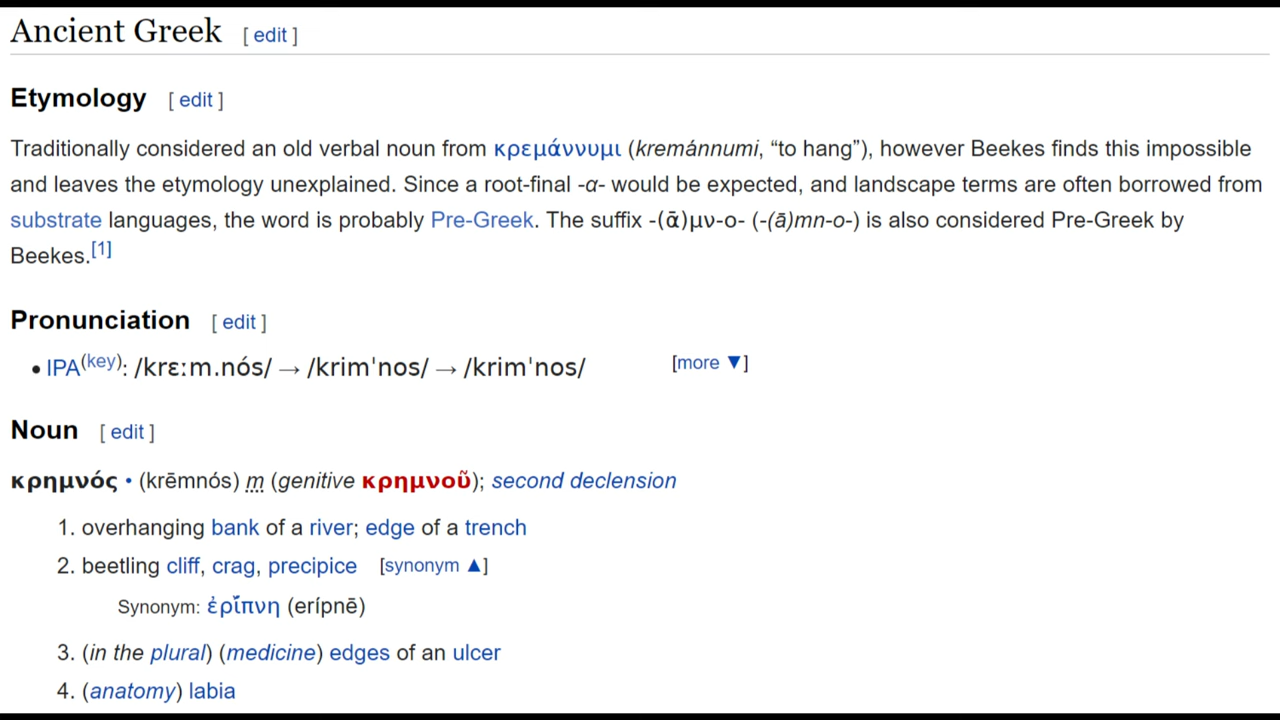 Ancient Greek [ edit ]
Etymology [ edit ]
Traditionally considered an old verbal noun from κρεμάννυμι (kremánnumi, “to hang”), however Beekes finds this impossible
and leaves the etymology unexplained. Since a root-final -α- would be expected, and landscape terms are often borrowed from
substrate languages, the word is probably Pre-Greek. The suffix -(ᾱ)μν-ο- (-(ā)mn-o-) is also considered Pre-Greek by
Beekes.[1]
Pronunciation [ edit ]
• IPA(key): /krɛːm.nós/ → /krimˈnos/ → /krimˈnos/ [more ▼]
Noun [ edit ]
κρημνός • (krēmnós) m (genitive κρημνοῦ); second declension
1. overhanging bank of a river; edge of a trench
2. beetling cliff, crag, precipice [synonym ▲]
Synonym: ἐρῐ́πνη (erípnē)
3. (in the plural) (medicine) edges of an ulcer
4. (anatomy) labia